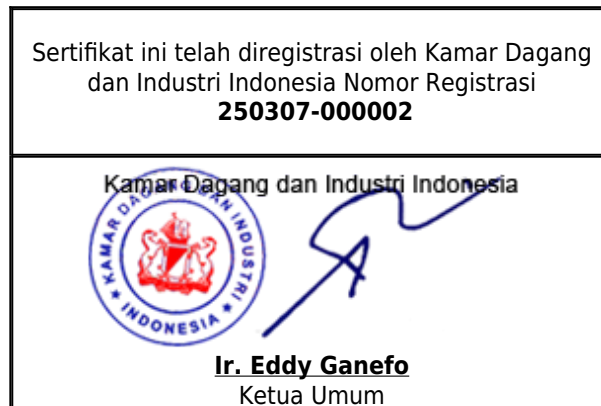 Sertifikat ini telah diregistrasi oleh Kamar Dagang
dan Industri Indonesia Nomor Registrasi
250307-000002
Kamar Dagang dan Industri Indonesia
KAMAR DAGANG DAN INDUSTRI
INDONESIA
Ir. Eddy Ganefo
Ketua Umum